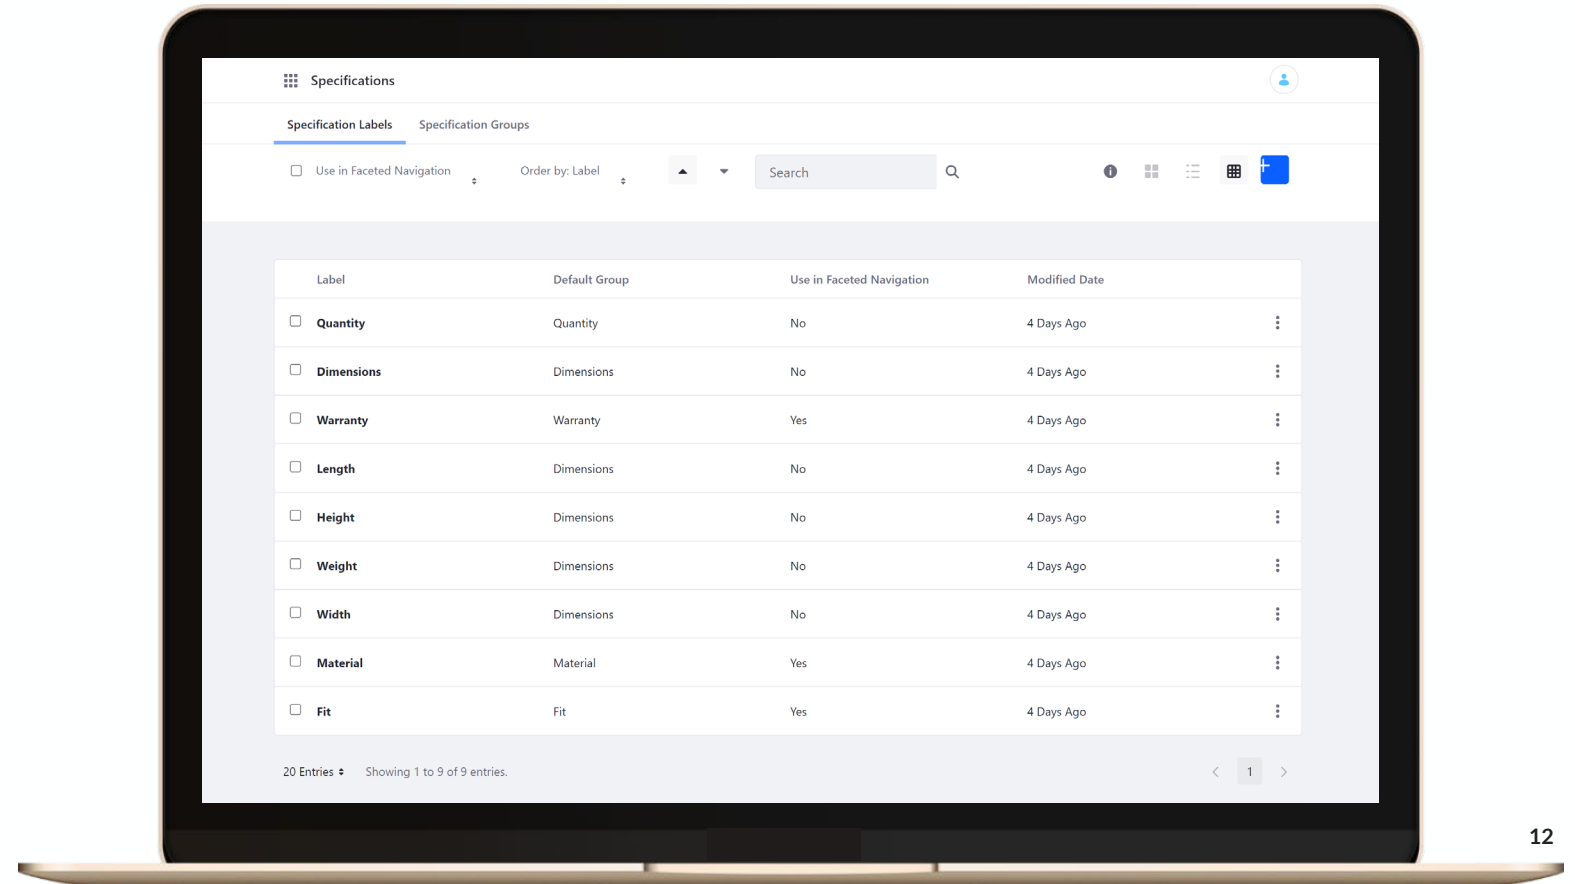 Specifications
Specification Labels Specification Groups
Use in Faceted Navigation Order by: Label Search
Label Default Group Use in Faceted Navigation Modified Date
Quantity Quantity No 4 Days Ago
Dimensions Dimensions No 4 Days Ago
Warranty Warranty Yes 4 Days Ago
Length Dimensions No 4 Days Ago
Height Dimensions No 4 Days Ago
Weight Dimensions No 4 Days Ago
Width Dimensions No 4 Days Ago
Material Material Yes 4 Days Ago
Fit Fit Yes 4 Days Ago
20 Entries Showing 1 to 9 of 9 entries. 1
12